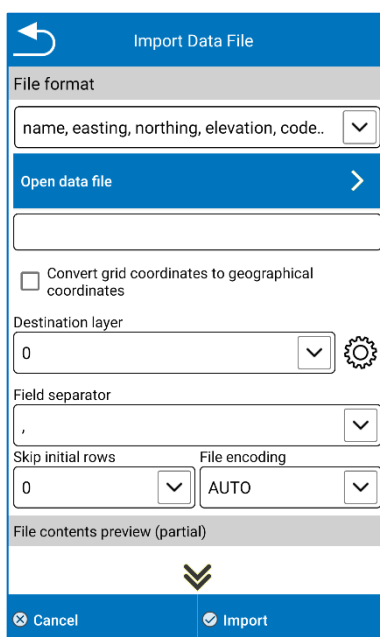 Import Data File
File format
name, easting, northing, elevation, code..
Open data file
Convert grid coordinates to geographical
coordinates
Destination layer
0
Field separator
,
Skip initial rows File encoding
0 AUTO
File contents preview (partial)
Cancel Import